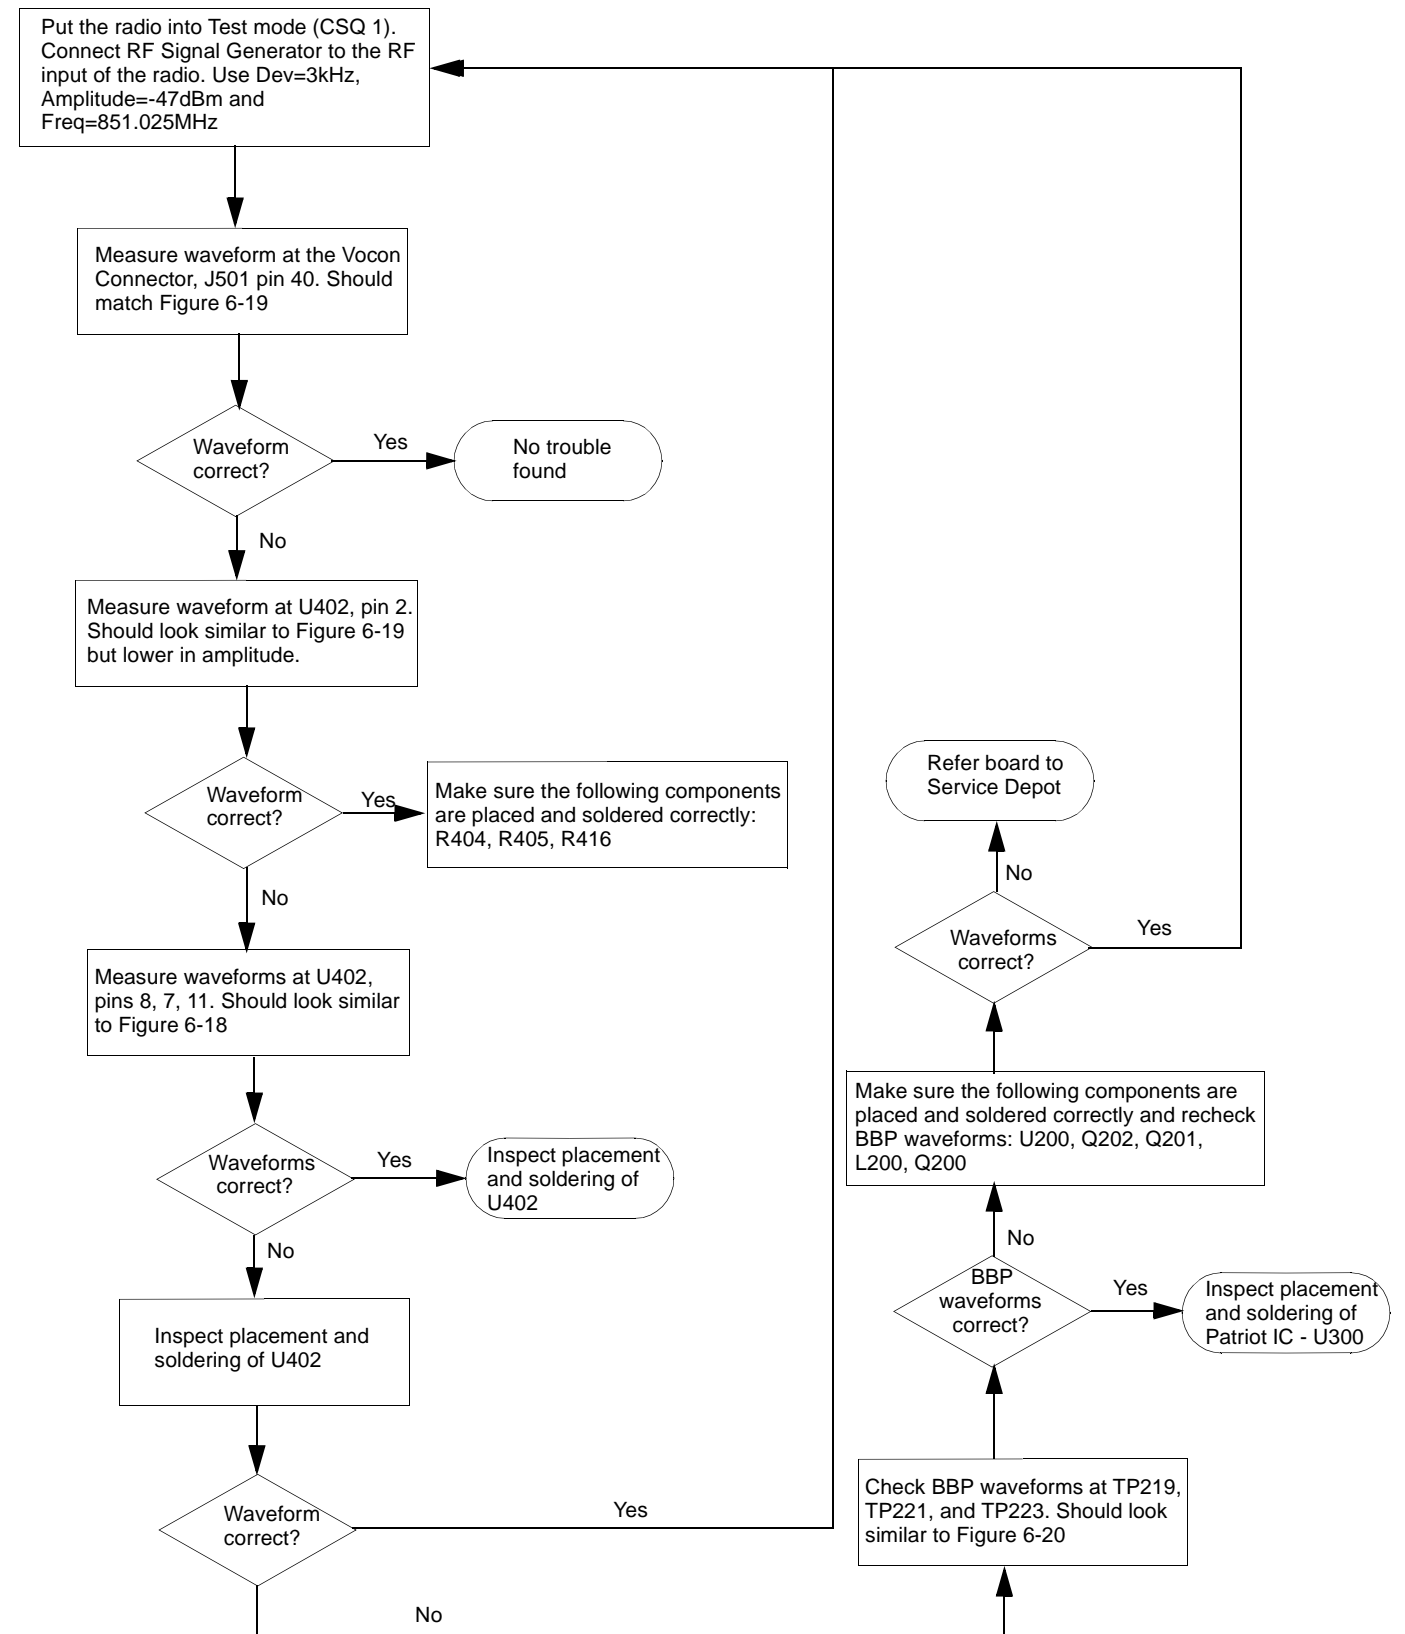 Put the radio into Test mode (CSQ 1).
Connect RF Signal Generator to the RF
input of the radio. Use Dev=3kHz,
Amplitude=-47dBm and
Freq=851.025MHz
Measure waveform at the Vocon
Connector, J501 pin 40. Should
match Figure 6-19
Waveform
correct?
Yes
No trouble
found
No
Measure waveform at U402, pin 2.
Should look similar to Figure 6-19
but lower in amplitude.
Waveform
correct?
Yes
Make sure the following components
are placed and soldered correctly:
R404, R405, R416
No
Measure waveforms at U402,
pins 8, 7, 11. Should look similar
to Figure 6-18
Waveforms
correct?
Yes
Inspect placement
and soldering of
U402
No
Inspect placement and
soldering of U402
Waveform
correct?
Yes
No
Check BBP waveforms at TP219,
TP221, and TP223. Should look
similar to Figure 6-20
BBP
waveforms
correct?
Yes
Inspect placement
and soldering of
Patriot IC - U300
No
Make sure the following components are
placed and soldered correctly and recheck
BBP waveforms: U200, Q202, Q201,
L200, Q200
Waveforms
correct?
Yes
No
Refer board to
Service Depot